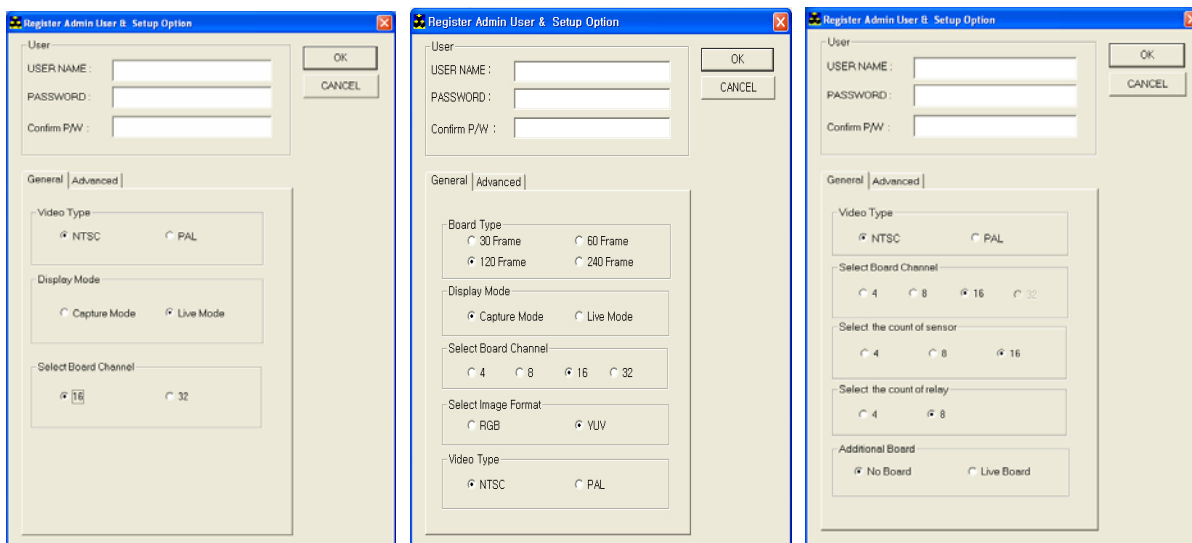 Register Admin User & Setup Option
User
USER NAME :
PASSWORD :
Confirm P/W :
OK
CANCEL
General Advanced
Video Type
NTSC PAL
Display Mode
Capture Mode Live Mode
Select Board Channel
16 32
Register Admin User & Setup Option
User
USER NAME :
PASSWORD :
Confirm P/W :
OK
CANCEL
General Advanced
Board Type
30 Frame 60 Frame
120 Frame 240 Frame
Display Mode
Capture Mode Live Mode
Select Board Channel
4 8 16 32
Select Image Format
RGB YUV
Video Type
NTSC PAL
Register Admin User & Setup Option
User
USER NAME :
PASSWORD :
Confirm P/W :
OK
CANCEL
General Advanced
Video Type
NTSC PAL
Select Board Channel
4 8 16 32
Select the count of sensor
4 8 16
Select the count of relay
4 8
Additional Board
No Board Live Board